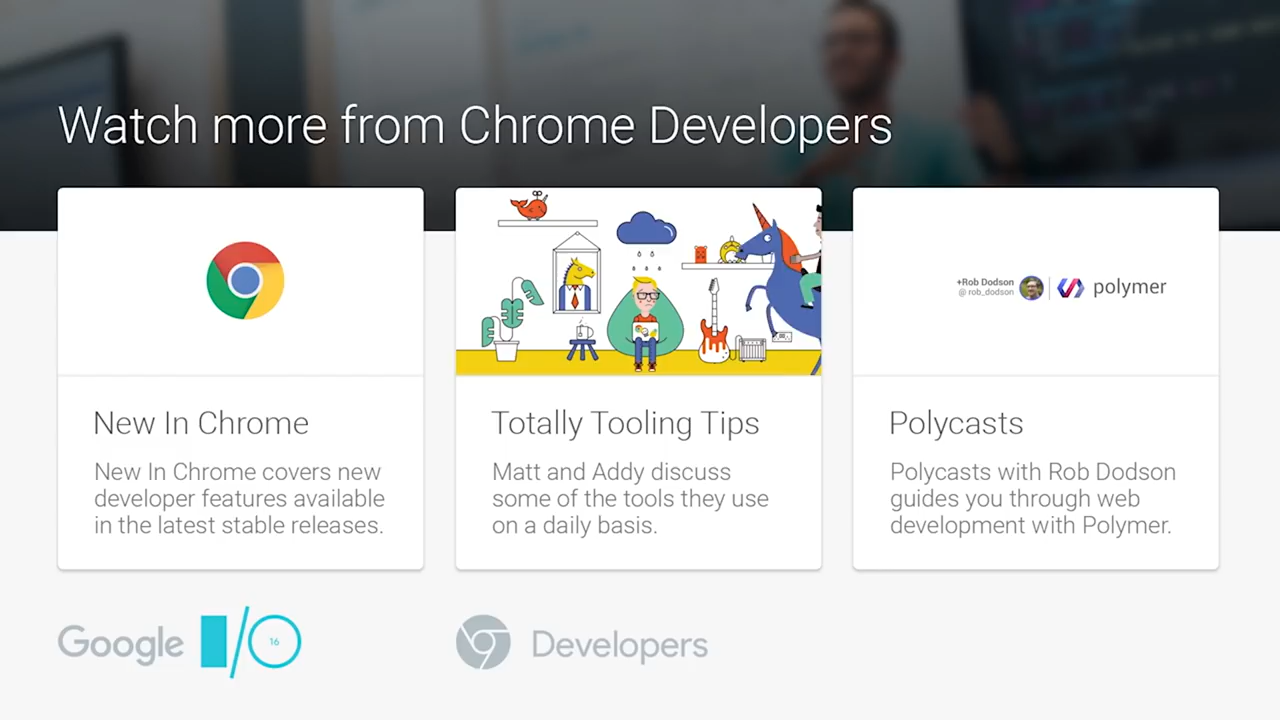 Watch more from Chrome Developers
New In Chrome
New In Chrome covers new
developer features available
in the latest stable releases.
Totally Tooling Tips
Matt and Addy discuss
some of the tools they use
on a daily basis.
+Rob Dodson
@ rob_dodson
polymer
Polycasts
Polycasts with Rob Dodson
guides you through web
development with Polymer.
Google I/O 16
Developers